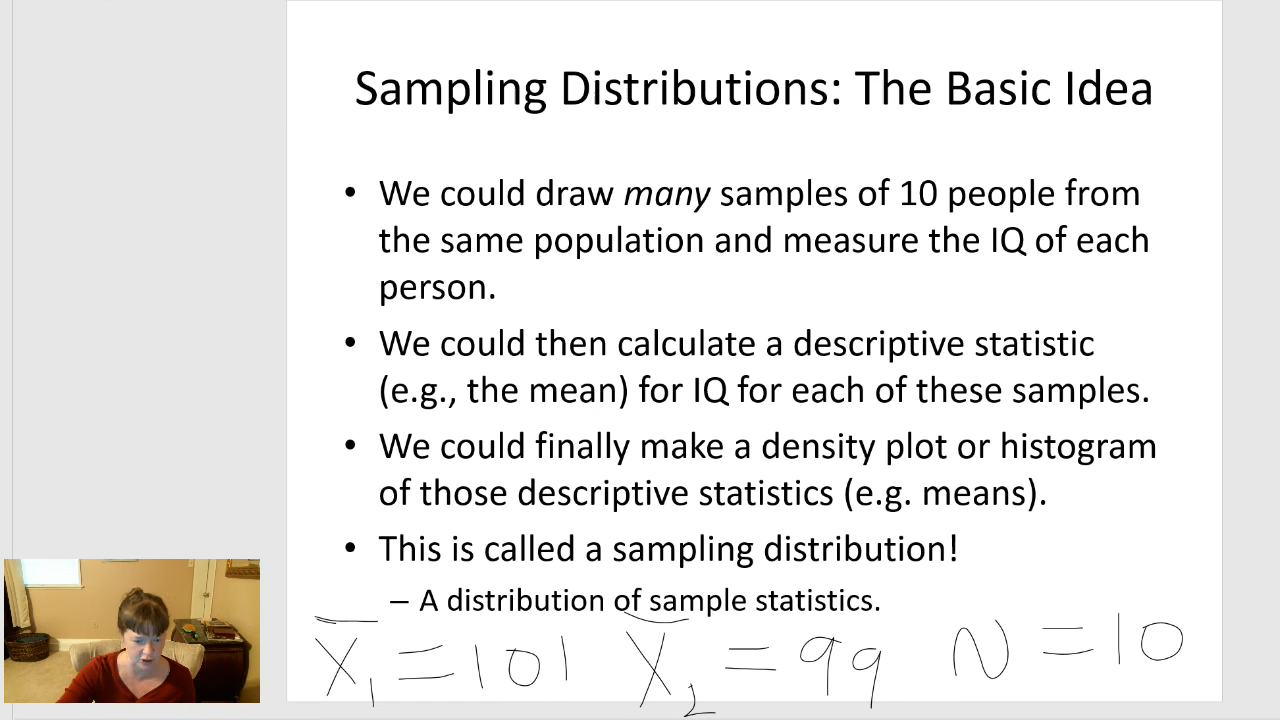 Sampling Distributions: The Basic Idea
• We could draw many samples of 10 people from
the same population and measure the IQ of each
person.
• We could then calculate a descriptive statistic
(e.g., the mean) for IQ for each of these samples.
• We could finally make a density plot or histogram
of those descriptive statistics (e.g. means).
• This is called a sampling distribution!
– A distribution of sample statistics.
X̅₁ = 101 X̅₂ = 99 N = 10